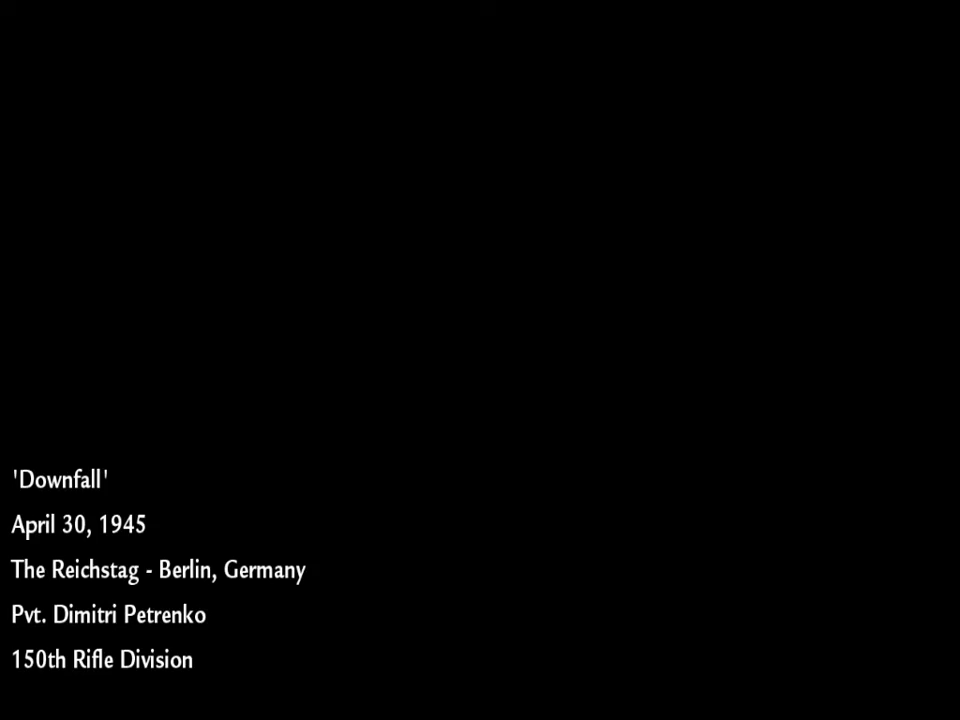 'Downfall'
April 30, 1945
The Reichstag - Berlin, Germany
Pvt. Dimitri Petrenko
150th Rifle Division